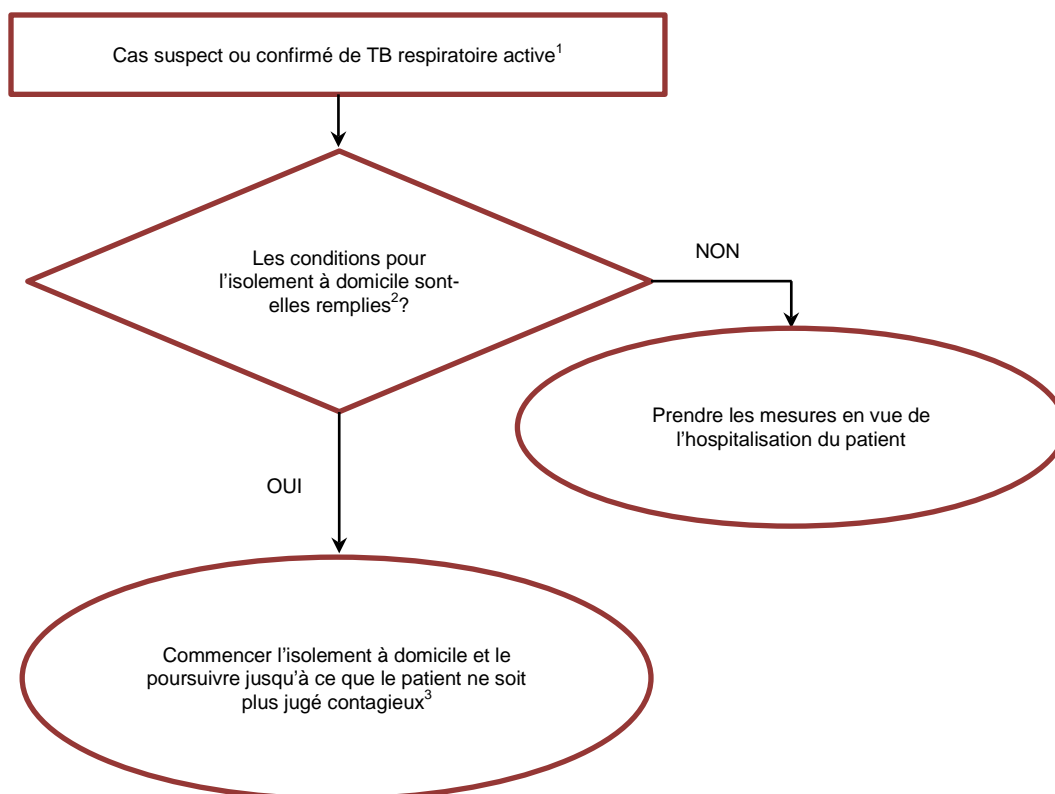 Cas suspect ou confirmé de TB respiratoire active¹
Les conditions pour
l’isolement à domicile sont-
elles remplies²?
NON
Prendre les mesures en vue de
l’hospitalisation du patient
OUI
Commencer l’isolement à domicile et le
poursuivre jusqu’à ce que le patient ne soit
plus jugé contagieux³